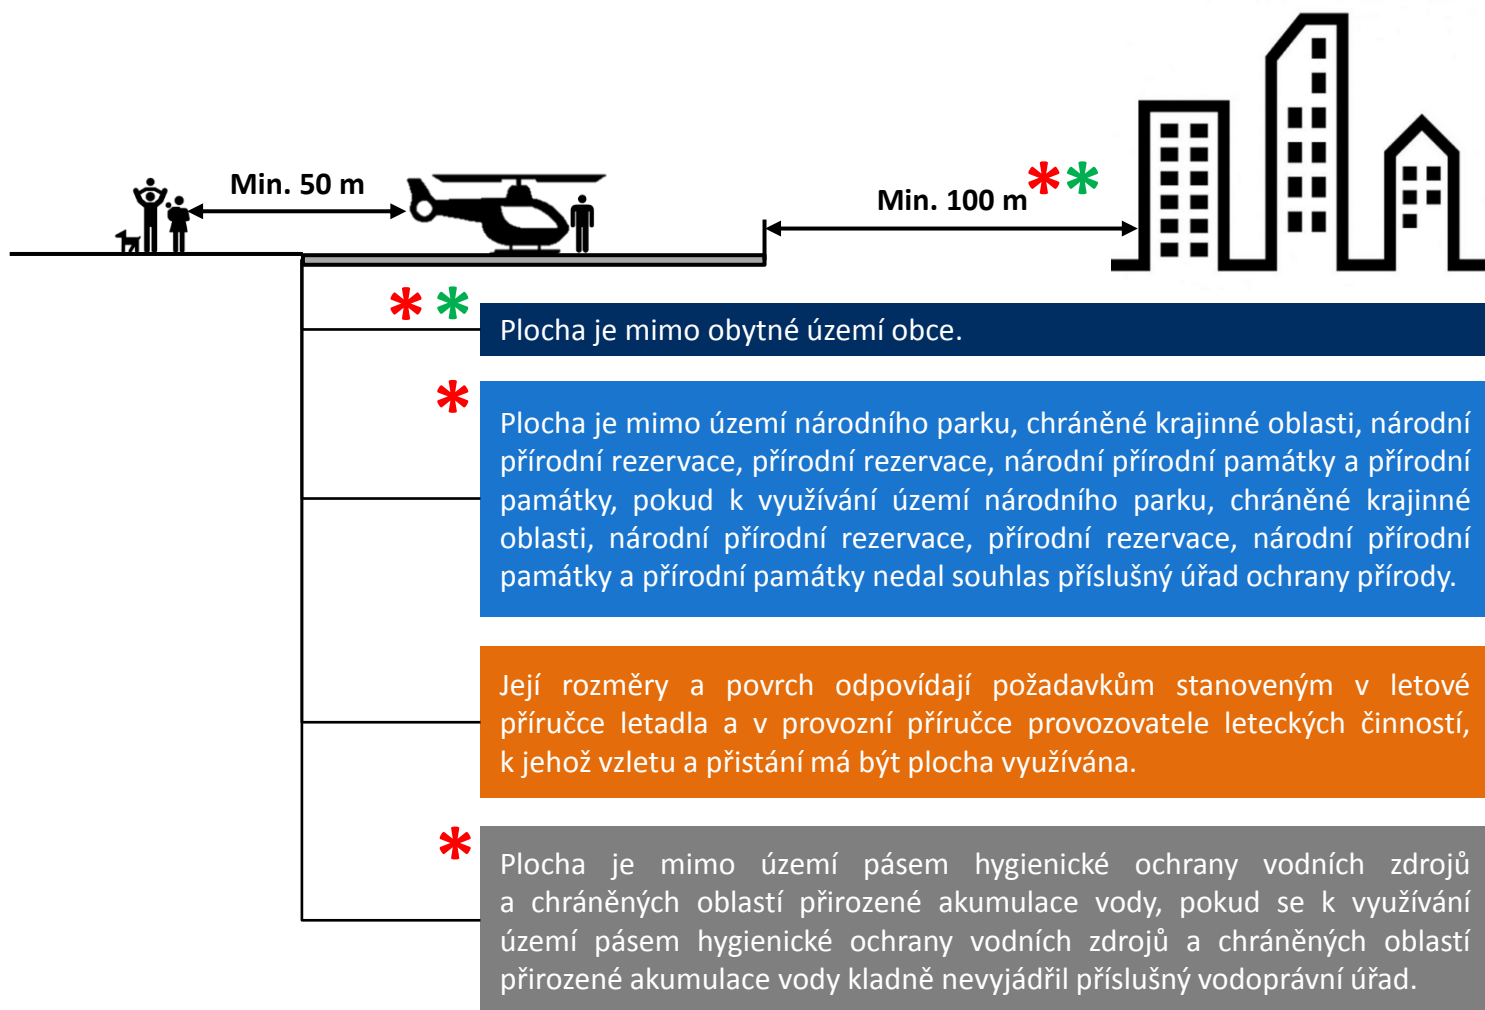 Min. 50 m
Min. 100 m**
* *
Plocha je mimo obytné území obce.
*
Plocha je mimo území národního parku, chráněné krajinné oblasti, národní
přírodní rezervace, přírodní rezervace, národní přírodní památky a přírodní
památky, pokud k využívání území národního parku, chráněné krajinné
oblasti, národní přírodní rezervace, přírodní rezervace, národní přírodní
památky a přírodní památky nedal souhlas příslušný úřad ochrany přírody.
Její rozměry a povrch odpovídají požadavkům stanoveným v letové
příručce letadla a v provozní příručce provozovatele leteckých činností,
k jehož vzletu a přistání má být plocha využívána.
*
Plocha je mimo území pásem hygienické ochrany vodních zdrojů
a chráněných oblastí přirozené akumulace vody, pokud se k využívání
území pásem hygienické ochrany vodních zdrojů a chráněných oblastí
přirozené akumulace vody kladně nevyjádřil příslušný vodoprávní úřad.